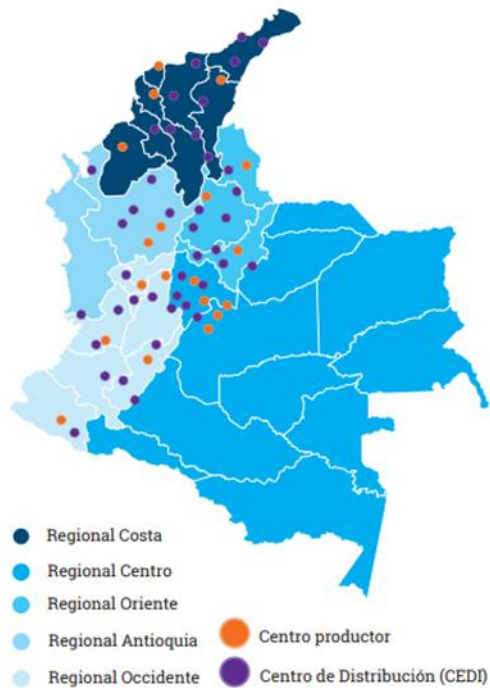 Regional Costa
Regional Centro
Regional Oriente
Regional Antioquia
Regional Occidente
Centro productor
Centro de Distribución (CEDI)